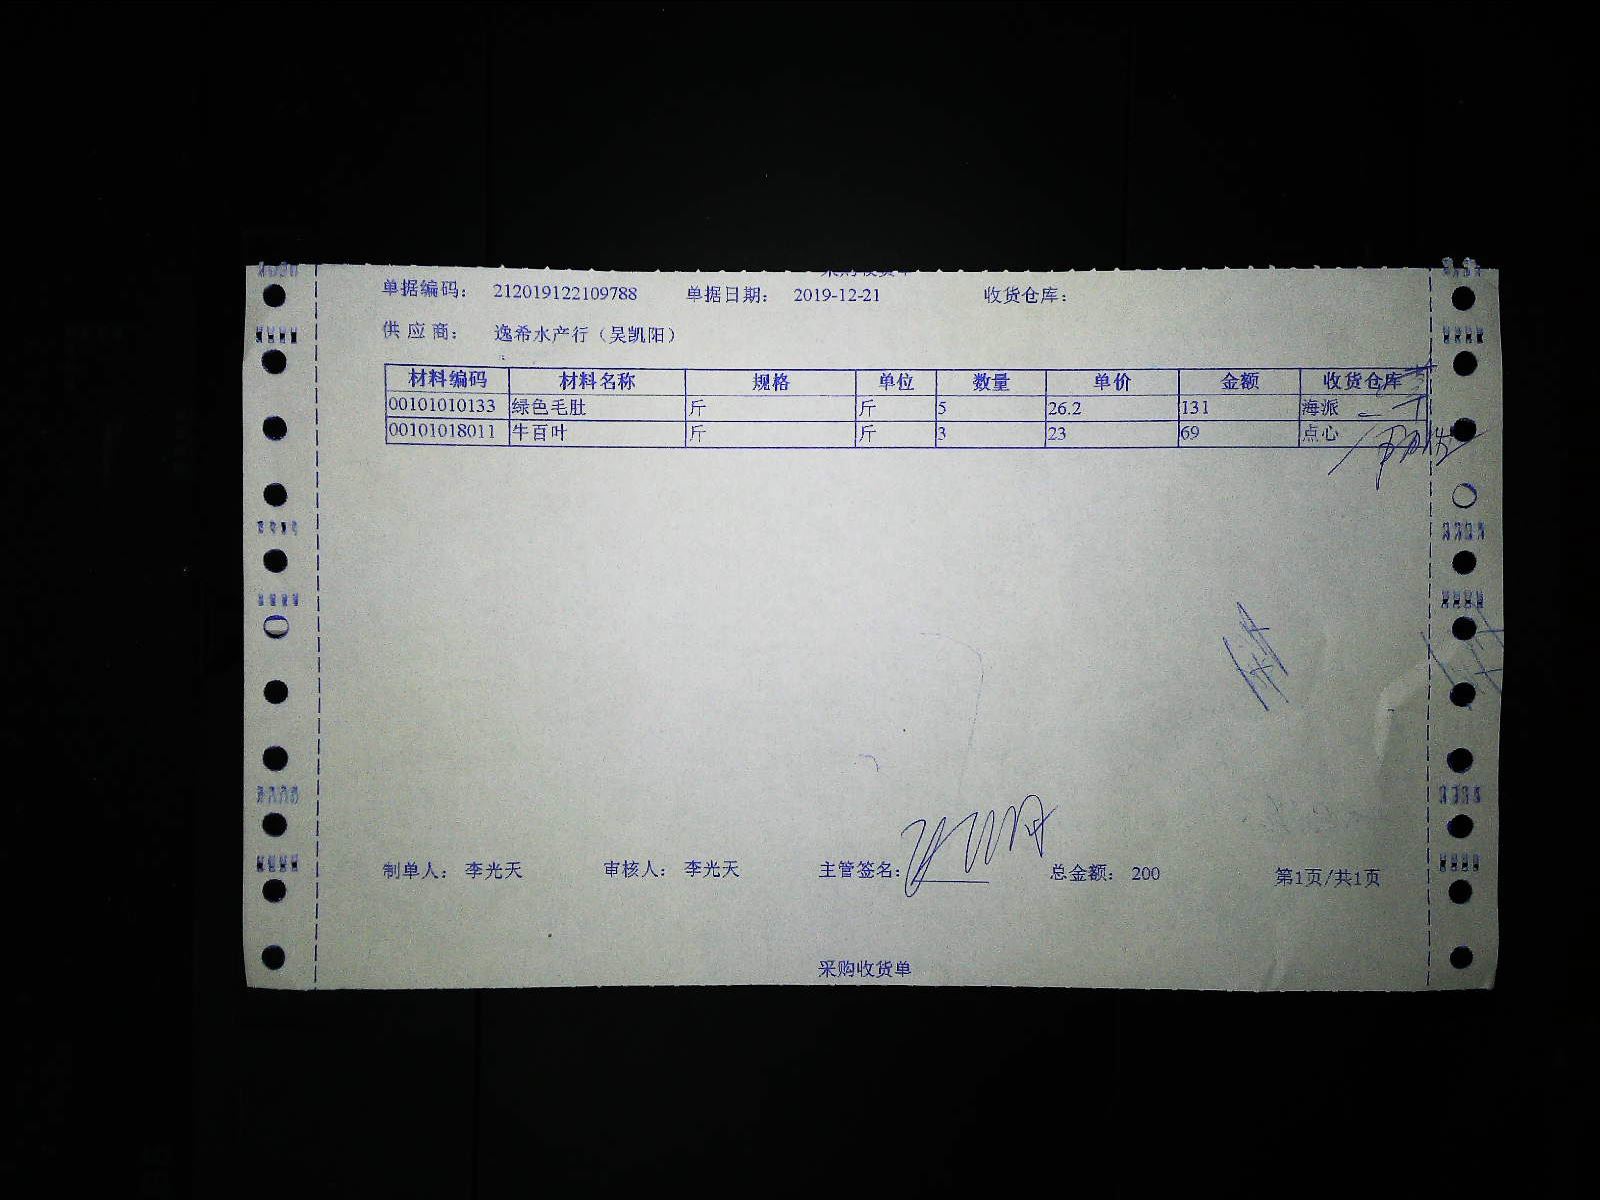 采购收货单
单据编码: 212019122109788 单据日期: 2019-12-21 收货仓库:
供应商: 逸希水产行（吴凯阳）
材料编码 材料名称 规格 单位 数量 单价 金额 收货仓库
00101010133 绿色毛肚 斤 斤 5 26.2 131 海派
00101018011 牛百叶 斤 斤 3 23 69 点心
制单人: 李光天 审核人: 李光天 主管签名: 总金额: 200 第1页/共1页
采购收货单